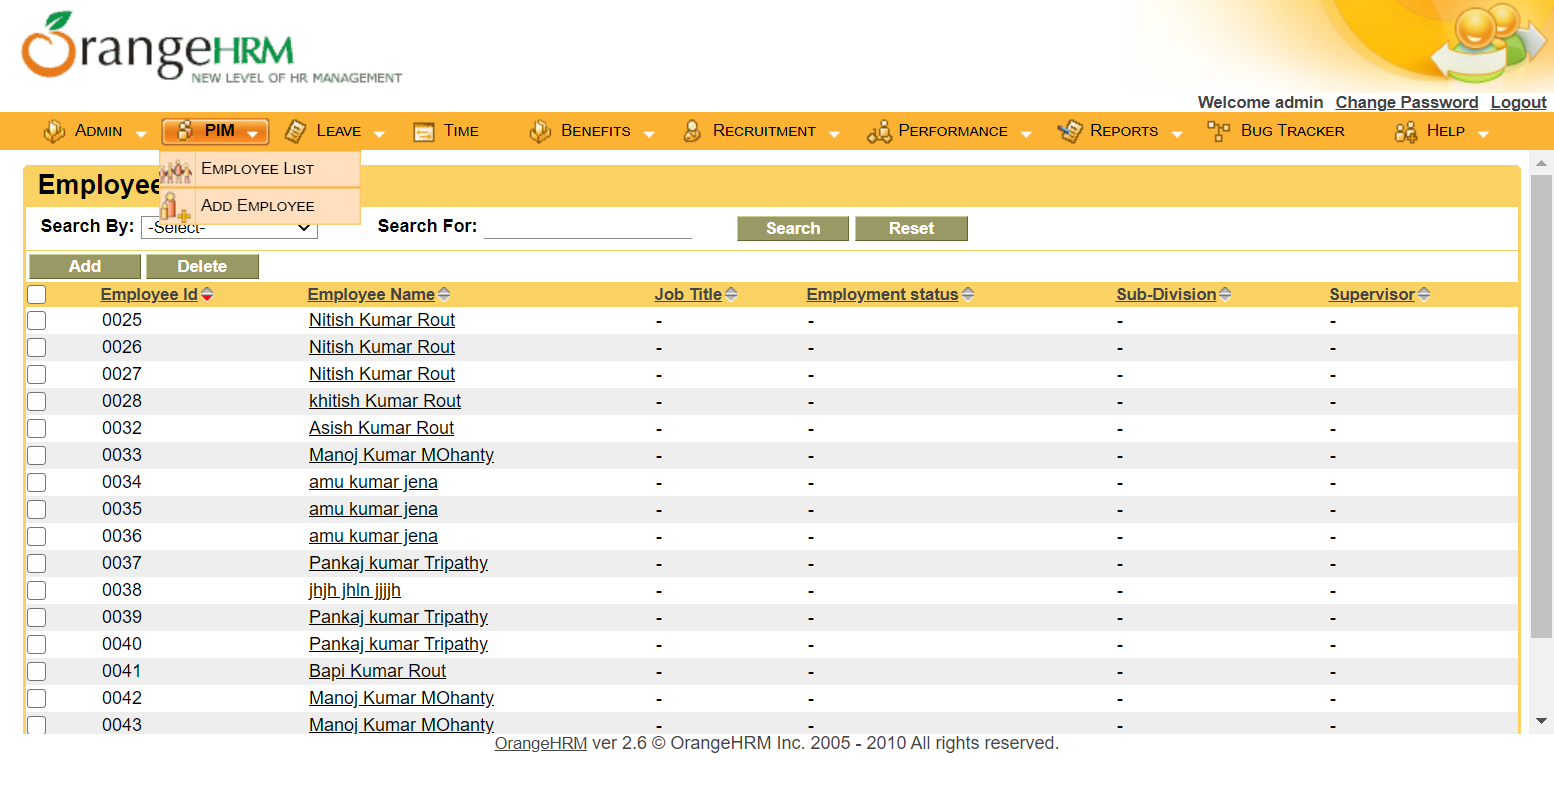 OrangeHRM
NEW LEVEL OF HR MANAGEMENT
Welcome admin Change Password Logout
ADMIN PIM LEAVE TIME BENEFITS RECRUITMENT PERFORMANCE REPORTS BUG TRACKER HELP
EMPLOYEE LIST
Employee
ADD EMPLOYEE
Search By: -Select- Search For: Search Reset
Add Delete
Employee Id Employee Name Job Title Employment status Sub-Division Supervisor
0025 Nitish Kumar Rout - - - -
0026 Nitish Kumar Rout - - - -
0027 Nitish Kumar Rout - - - -
0028 khitish Kumar Rout - - - -
0032 Asish Kumar Rout - - - -
0033 Manoj Kumar MOhanty - - - -
0034 amu kumar jena - - - -
0035 amu kumar jena - - - -
0036 amu kumar jena - - - -
0037 Pankaj kumar Tripathy - - - -
0038 jhjh jhln jjjjh - - - -
0039 Pankaj kumar Tripathy - - - -
0040 Pankaj kumar Tripathy - - - -
0041 Bapi Kumar Rout - - - -
0042 Manoj Kumar MOhanty - - - -
0043 Manoj Kumar MOhanty - - - -
OrangeHRM ver 2.6 © OrangeHRM Inc. 2005 - 2010 All rights reserved.